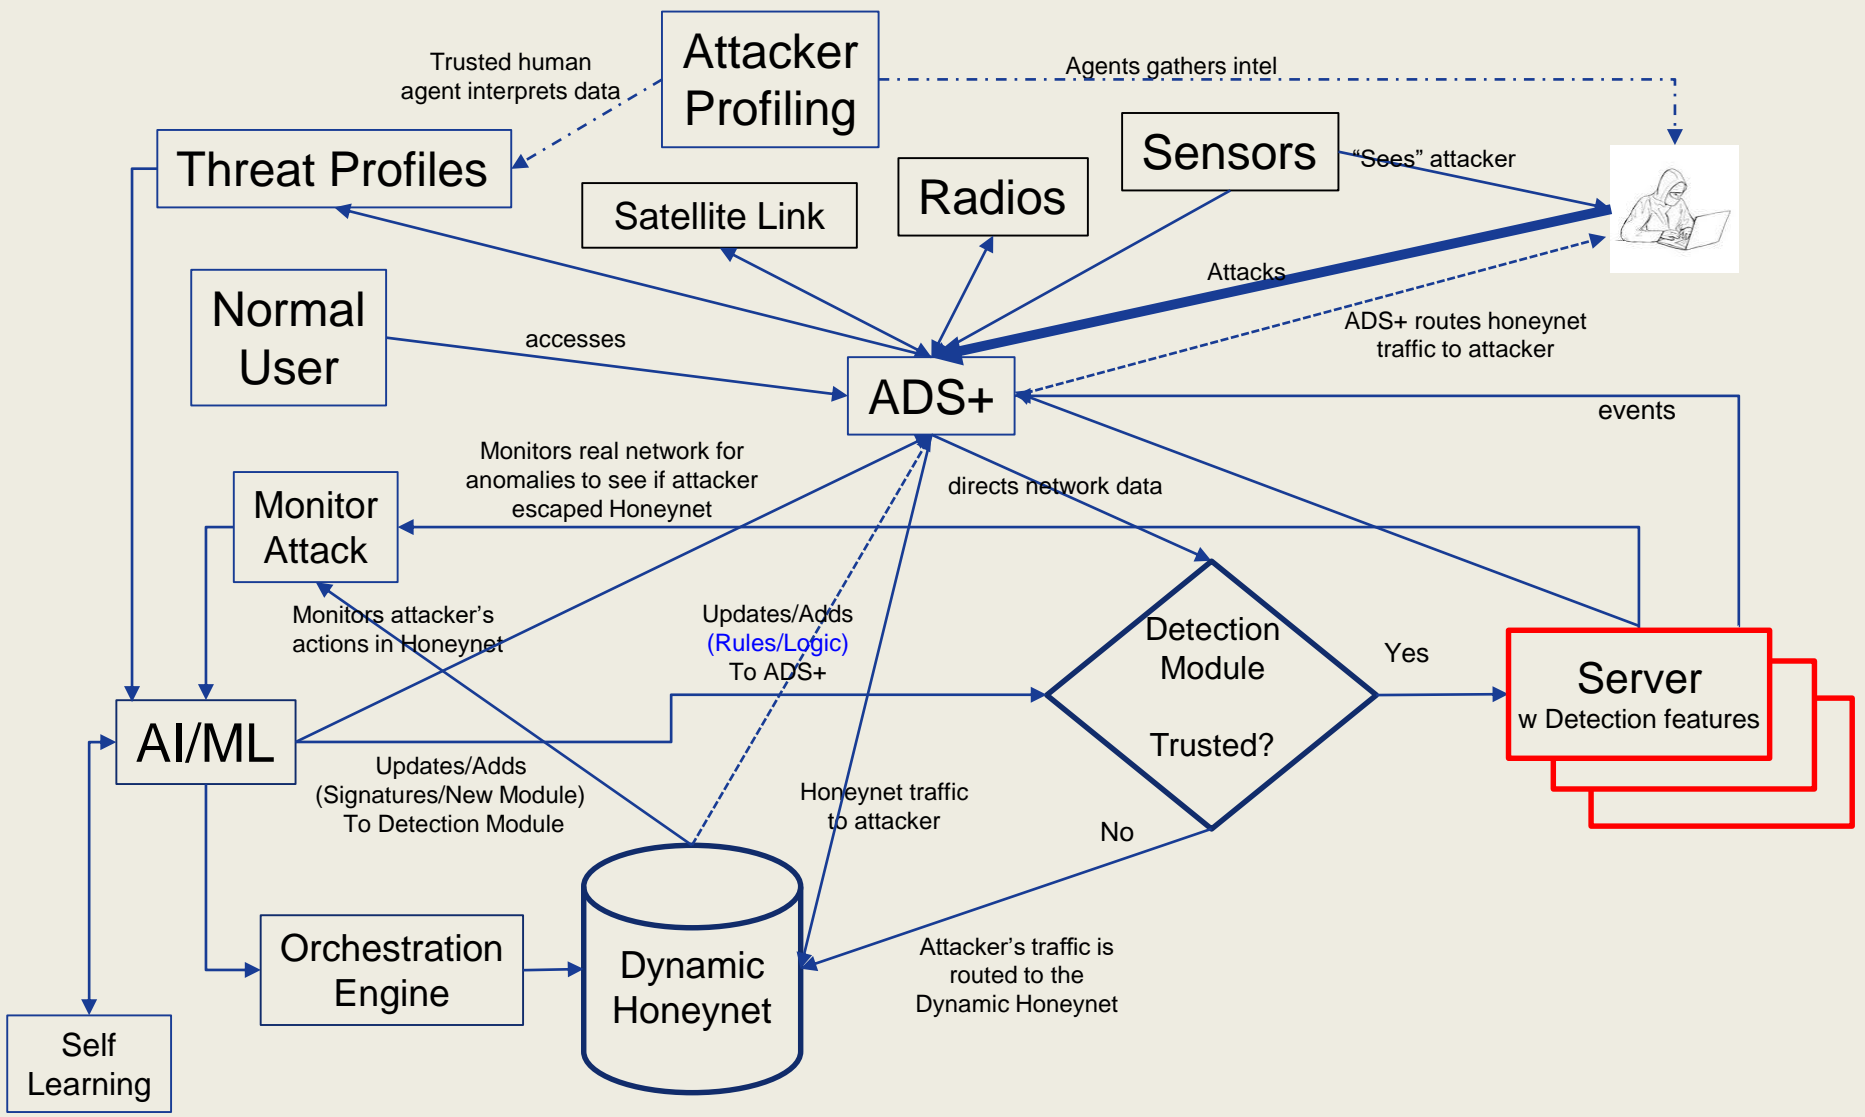 Attacker
Profiling
Trusted human
agent interprets data
Agents gathers intel
Threat Profiles
Satellite Link
Radios
Sensors
“Sees” attacker
Normal
User
accesses
Attacks
ADS+ routes honeynet
traffic to attacker
ADS+
events
Monitors real network for
anomalies to see if attacker
escaped Honeynet
directs network data
Monitor
Attack
Monitors attacker’s
actions in Honeynet
Updates/Adds
(Rules/Logic)
To ADS+
Detection
Module
Trusted?
Yes
Server
w Detection features
AI/ML
Updates/Adds
(Signatures/New Module)
To Detection Module
Honeynet traffic
to attacker
No
Orchestration
Engine
Dynamic
Honeynet
Attacker’s traffic is
routed to the
Dynamic Honeynet
Self
Learning